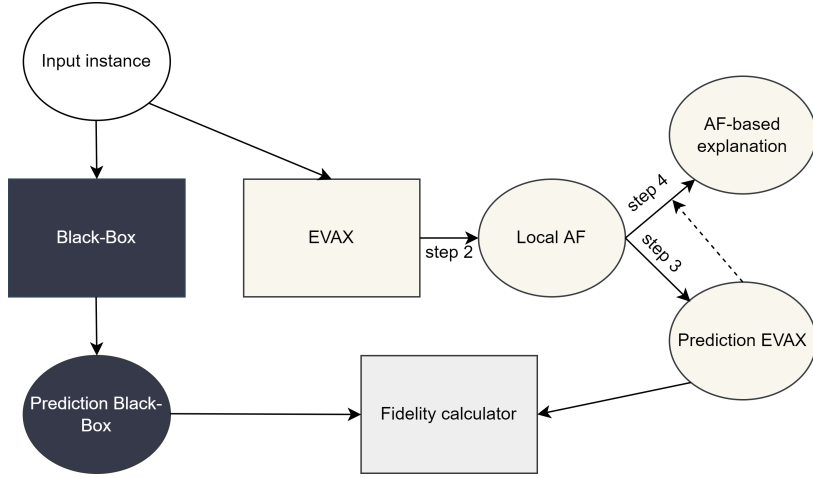 Input instance
AF-based
explanation
step 4
Black-Box
EVAX
step 2
Local AF
step 3
Prediction EVAX
Prediction Black-
Box
Fidelity calculator